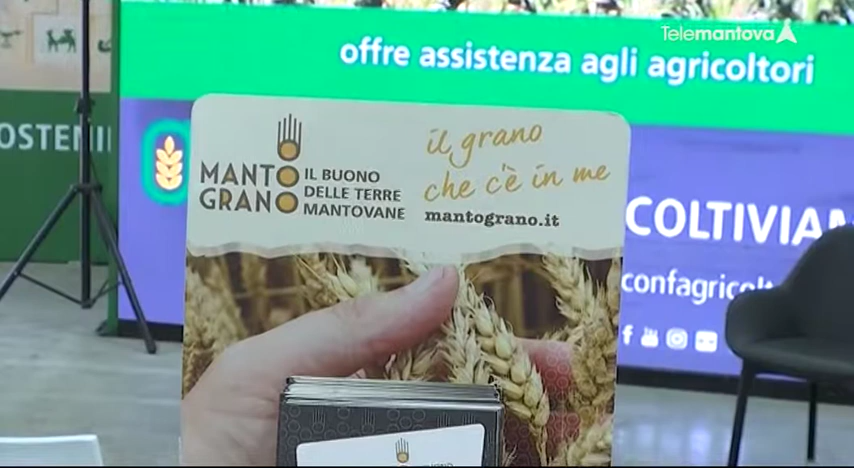 Telemantova
offre assistenza agli agricoltori
OSTENI
MANTO
GRANO
IL BUONO
DELLE TERRE
MANTOVANE
il grano
che c'è in me
mantograno.it
COLTIVIAM
confagricolt